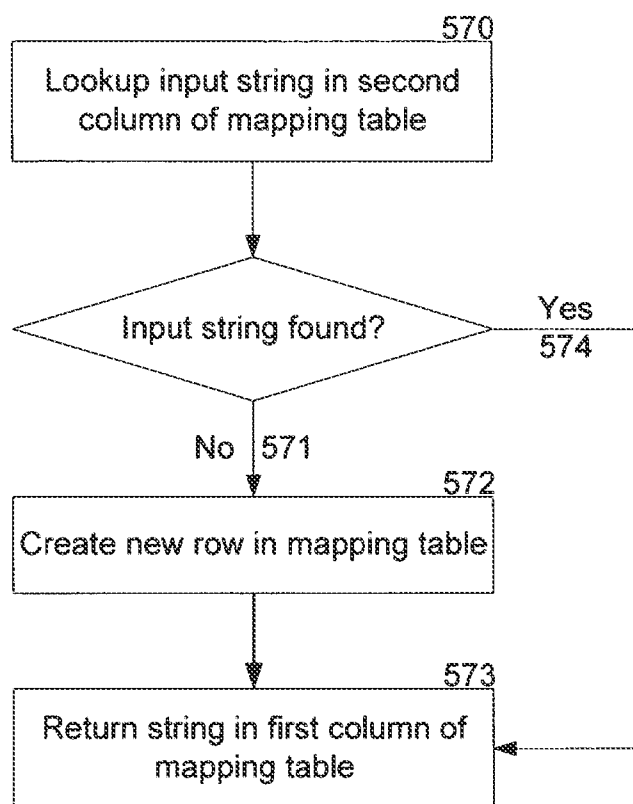 570
Lookup input string in second
column of mapping table
Input string found?
Yes
574
No 571
572
Create new row in mapping table
573
Return string in first column of
mapping table